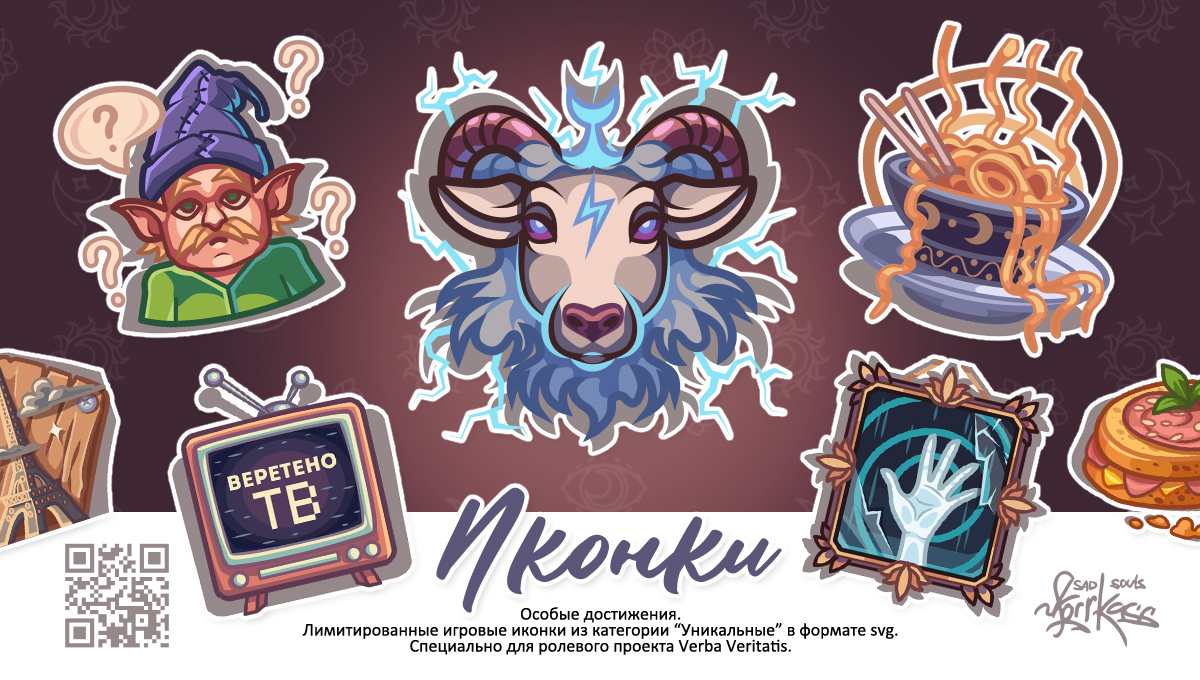 ВЕРЕТЕНО
ТВ
Иконки
Особые достижения.
Лимитированные игровые иконки из категории “Уникальные” в формате svg.
Специально для ролевого проекта Verba Veritatis.
SAD SOULS